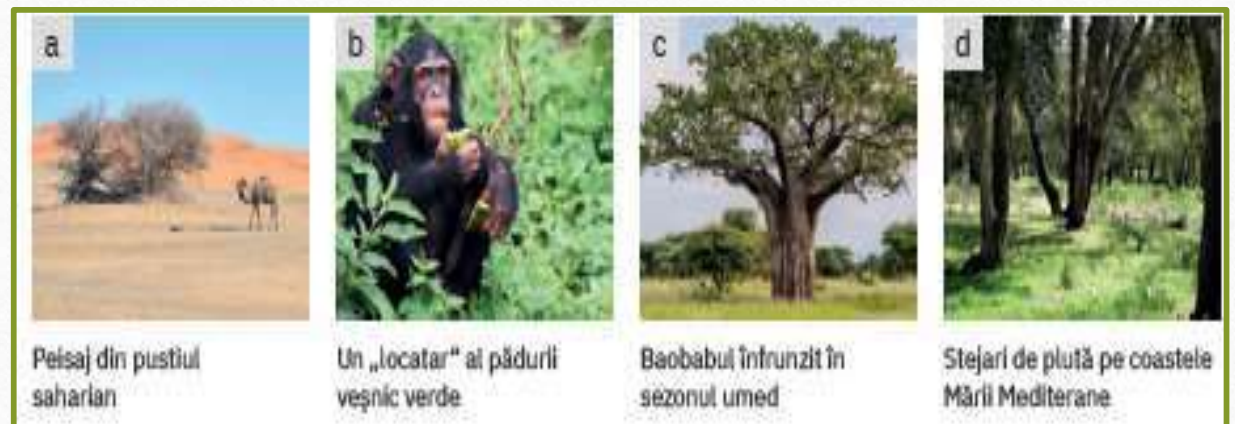 a
b
c
d
Peisaj din pustiul
saharian
Un „locatar“ al pădurii
veșnic verde
Baobabul înfrunzit în
sezonul umed
Stejari de plută pe coastele
Mării Mediterane